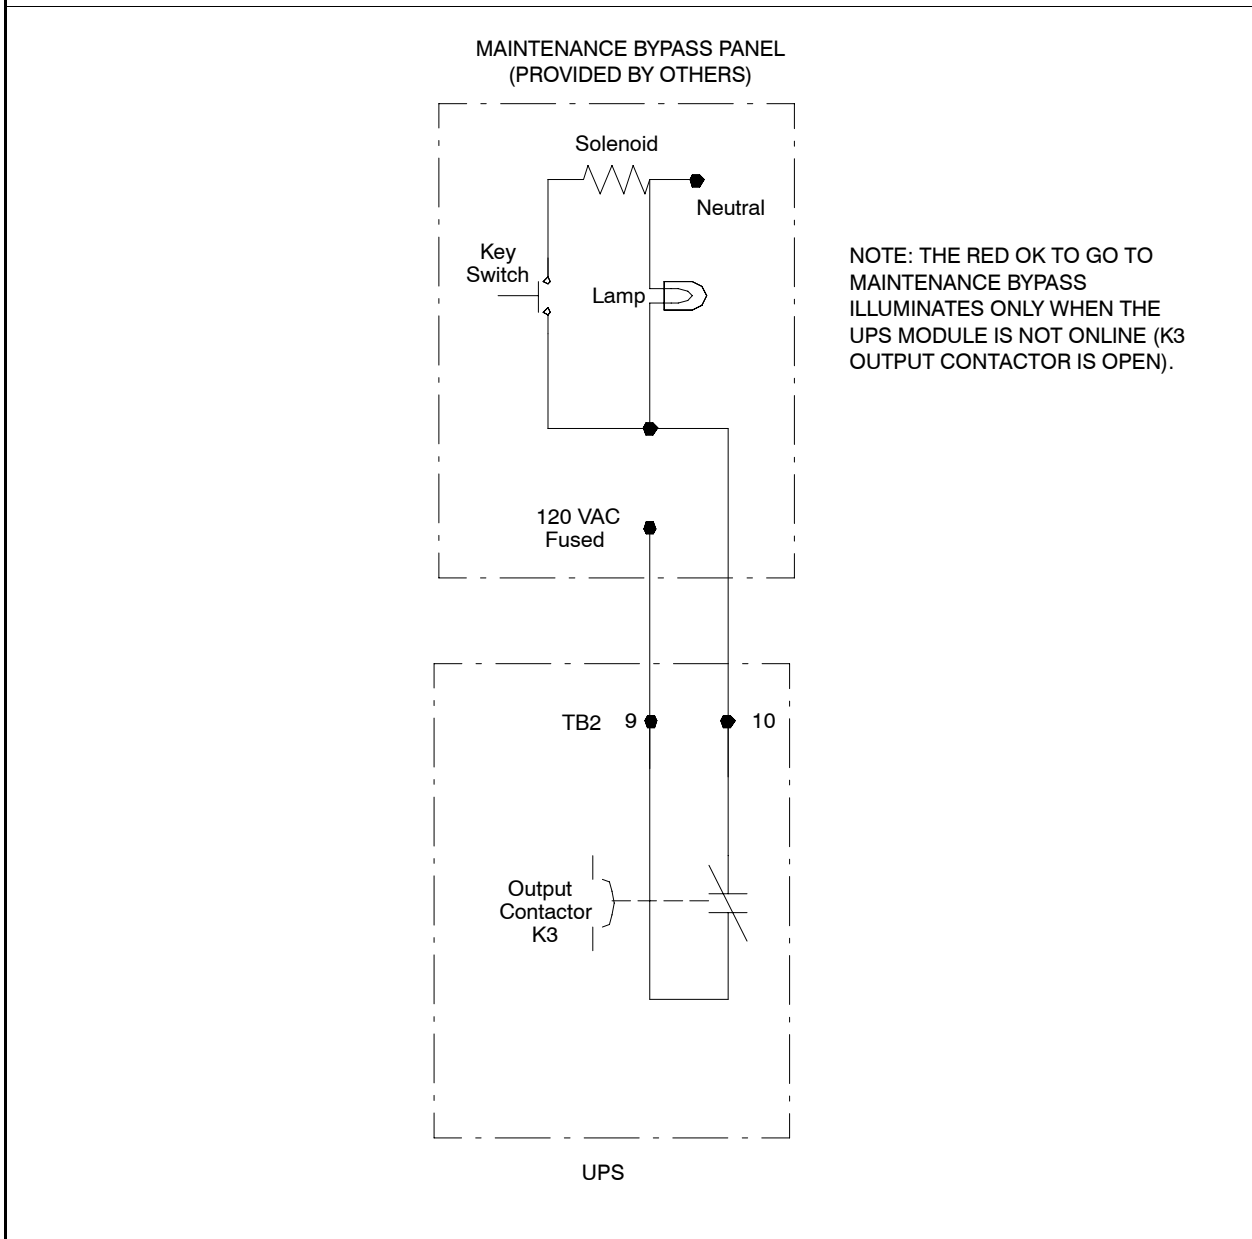 MAINTENANCE BYPASS PANEL
(PROVIDED BY OTHERS)
Solenoid
Neutral
Key
Switch
Lamp
NOTE: THE RED OK TO GO TO
MAINTENANCE BYPASS
ILLUMINATES ONLY WHEN THE
UPS MODULE IS NOT ONLINE (K3
OUTPUT CONTACTOR IS OPEN).
120 VAC
Fused
TB2 9 10
Output
Contactor
K3
UPS